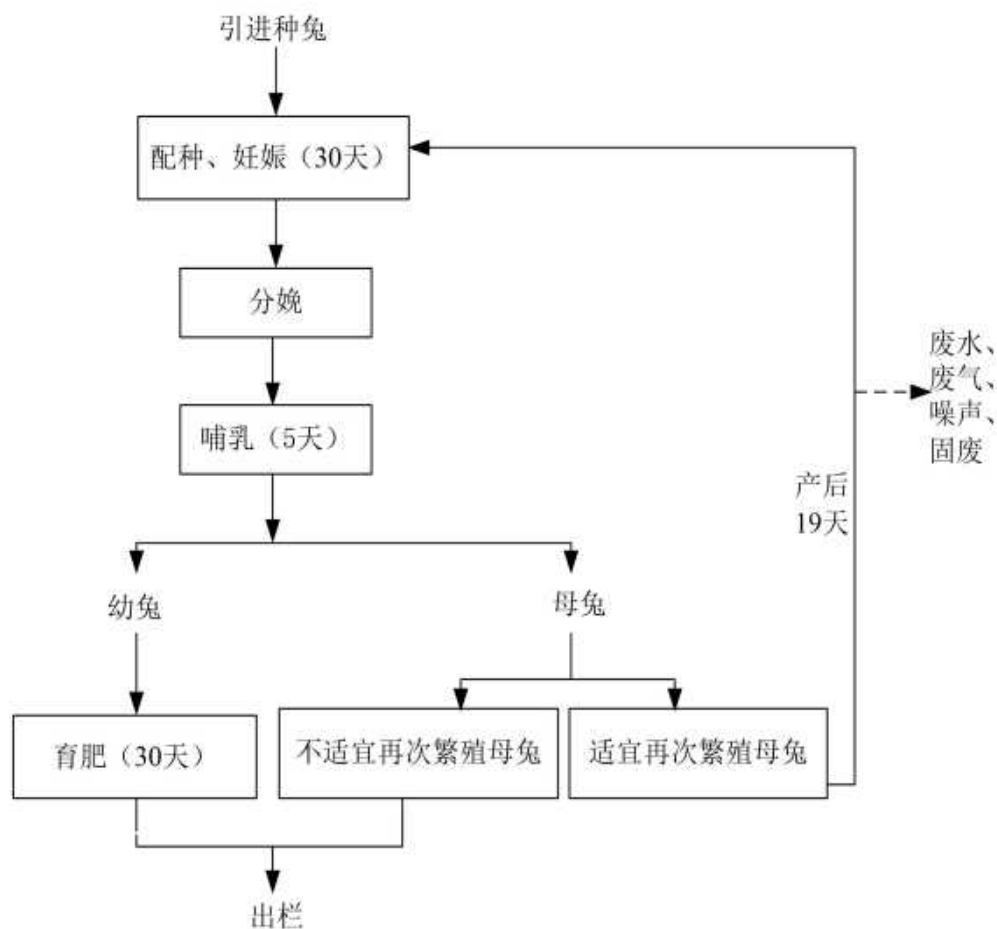 引进种兔
配种、妊娠（30天）
分娩
哺乳（5天）
废水、
废气、
噪声、
固废
产后
19天
幼兔
母兔
育肥（30天）
不适宜再次繁殖母兔
适宜再次繁殖母兔
出栏